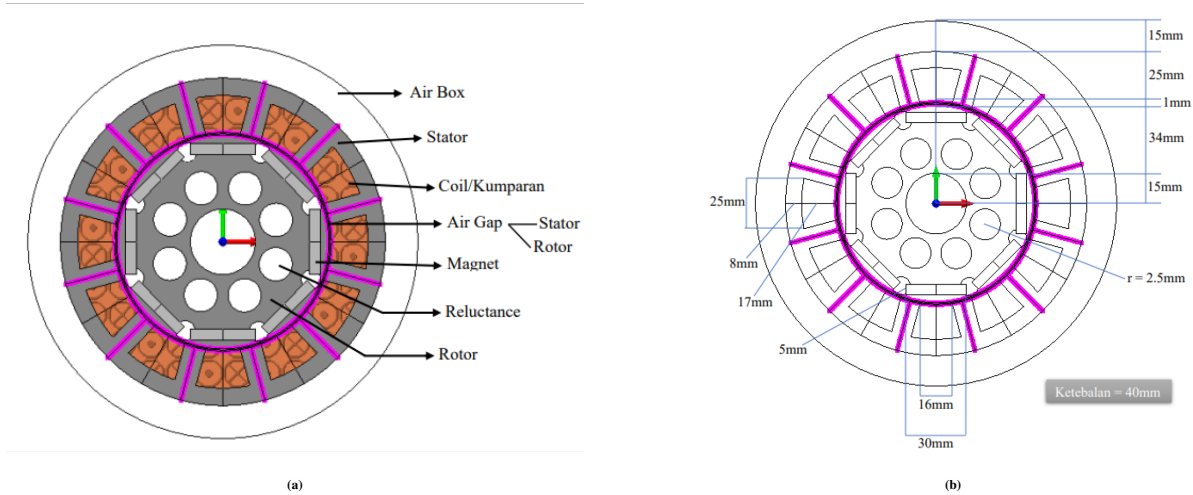 Air Box
Stator
Coil/Kumparan
Air Gap
Stator
Rotor
Magnet
Reluctance
Rotor
(a)
15mm
25mm
1mm
34mm
15mm
25mm
8mm
17mm
r = 2.5mm
5mm
16mm
30mm
Ketebalan = 40mm
(b)